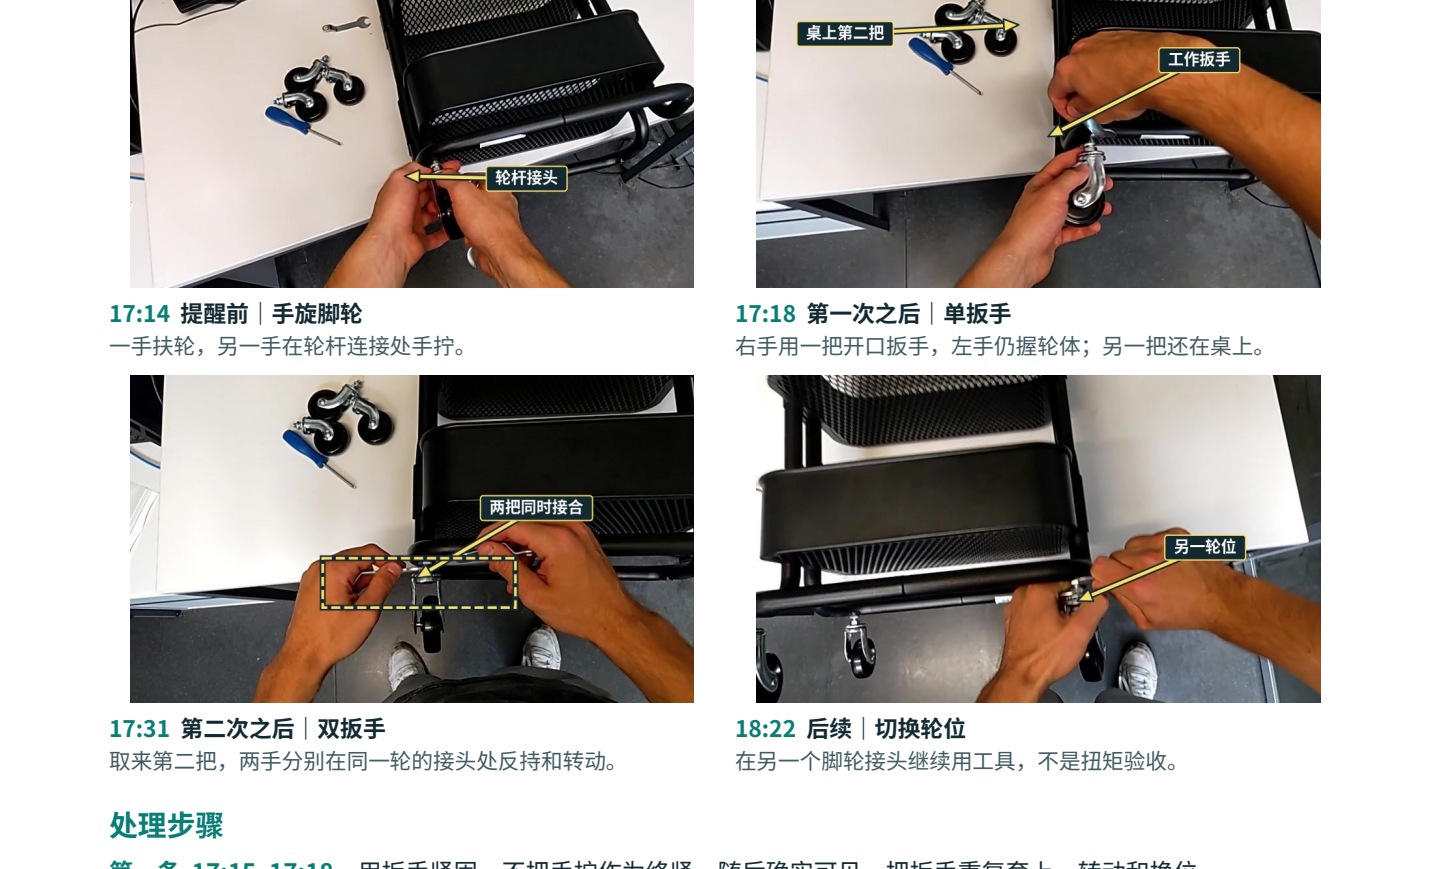 桌上第二把
工作扳手
轮杆接头
17:14 提醒前｜手旋脚轮
一手扶轮，另一手在轮杆连接处手拧。
17:18 第一次之后｜单扳手
右手用一把开口扳手，左手仍握轮体；另一把还在桌上。
两把同时接合
另一轮位
17:31 第二次之后｜双扳手
取来第二把，两手分别在同一轮的接头处反持和转动。
18:22 后续｜切换轮位
在另一个脚轮接头继续用工具，不是扭矩验收。
处理步骤